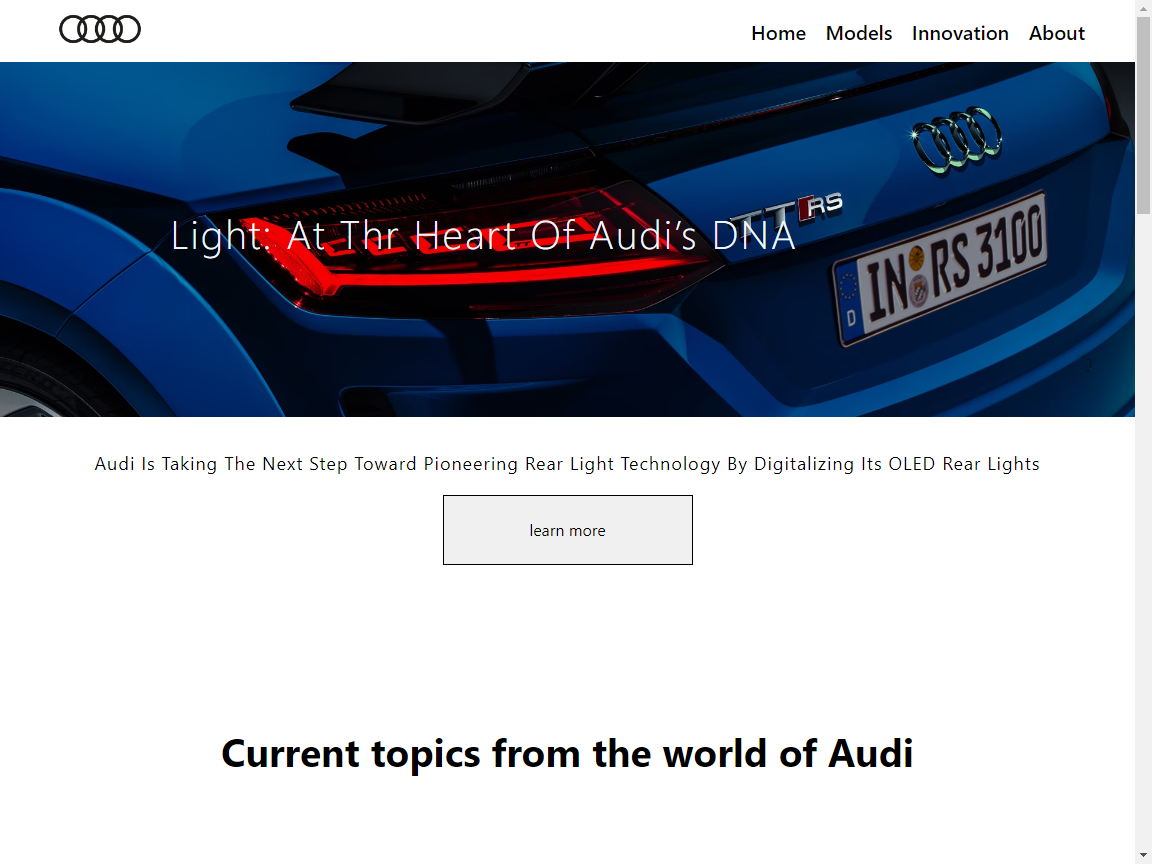 Home Models Innovation About
TTRS
Light: At Thr Heart Of Audi’s DNA
D IN RS 3100
Audi Is Taking The Next Step Toward Pioneering Rear Light Technology By Digitalizing Its OLED Rear Lights
learn more
Current topics from the world of Audi